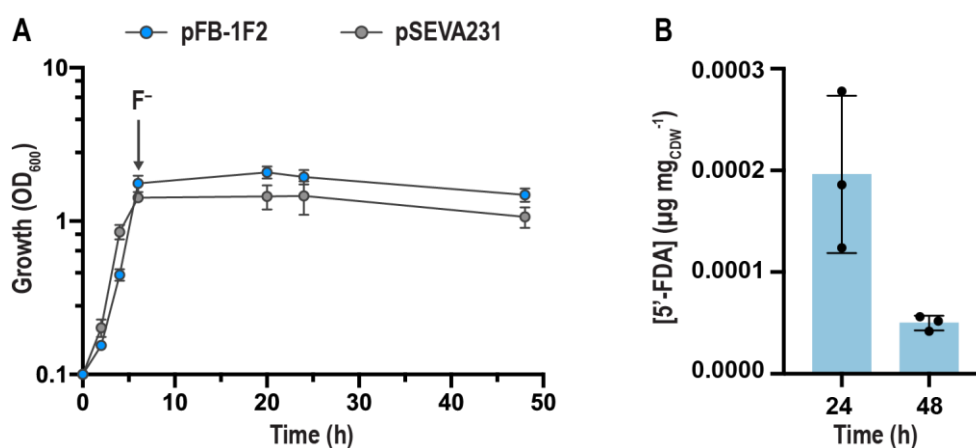 A
pFB-1F2
pSEVA231
10
F⁻
1
0.1
Growth (OD₆₀₀)
0
10
20
30
40
50
Time (h)
B
0.0003
0.0002
0.0001
0.0000
[5'-FDA] (µg mg_CDW⁻¹)
24
48
Time (h)